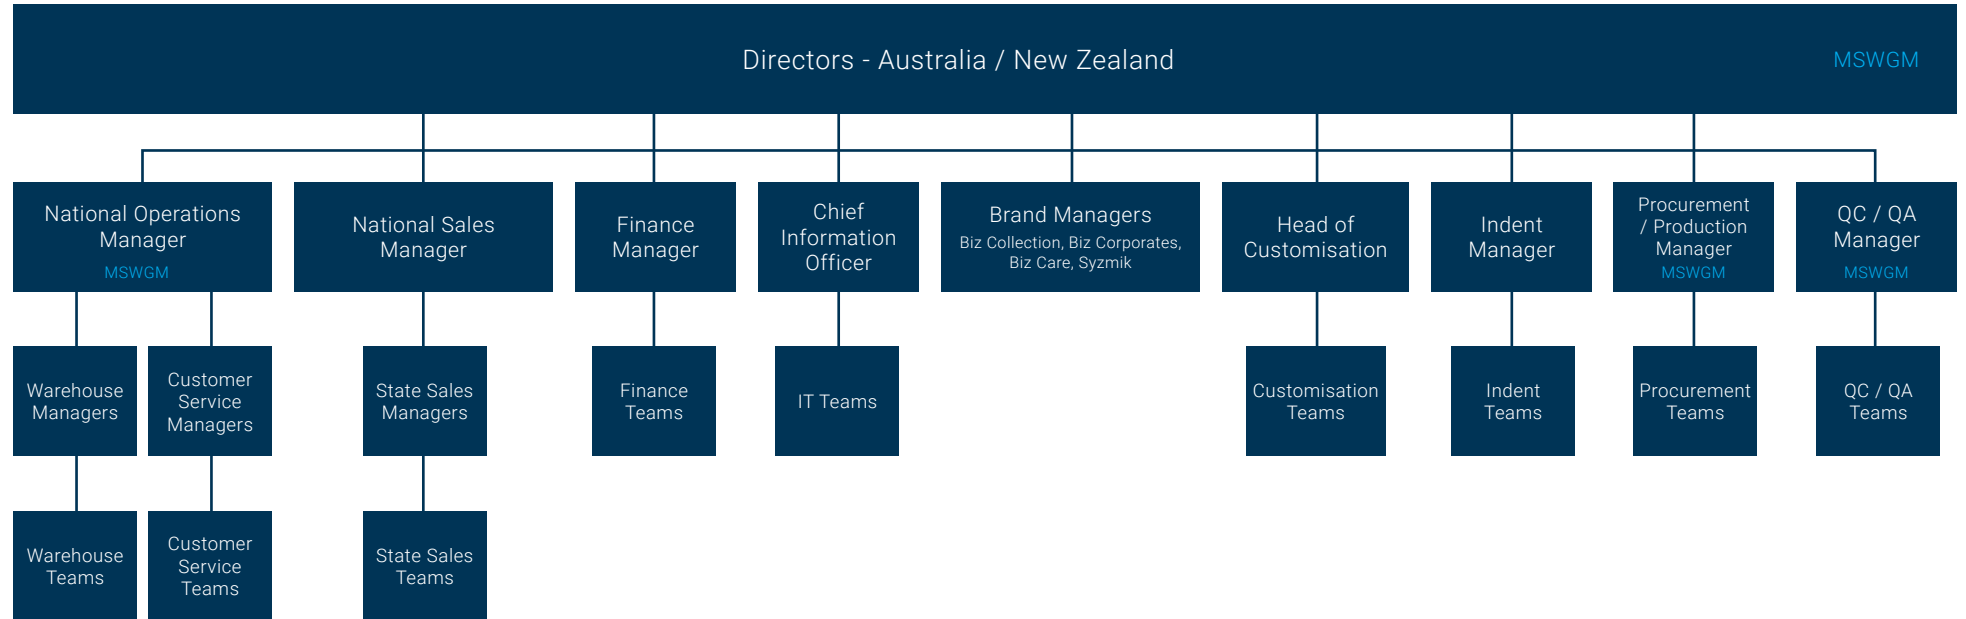 Directors - Australia / New Zealand
MSWGM
National Operations
Manager
MSWGM
National Sales
Manager
Finance
Manager
Chief
Information
Officer
Brand Managers
Biz Collection, Biz Corporates,
Biz Care, Syzmik
Head of
Customisation
Indent
Manager
Procurement
/ Production
Manager
MSWGM
QC / QA
Manager
MSWGM
Warehouse
Managers
Customer
Service
Managers
State Sales
Managers
Finance
Teams
IT Teams
Customisation
Teams
Indent
Teams
Procurement
Teams
QC / QA
Teams
Warehouse
Teams
Customer
Service
Teams
State Sales
Teams